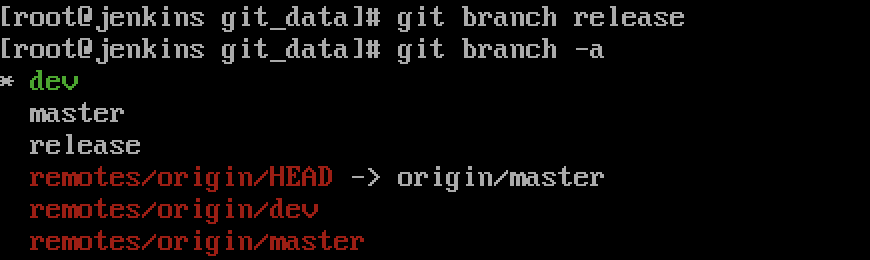 [root@jenkins git_data]# git branch release
[root@jenkins git_data]# git branch -a
* dev
  master
  release
  remotes/origin/HEAD -> origin/master
  remotes/origin/dev
  remotes/origin/master